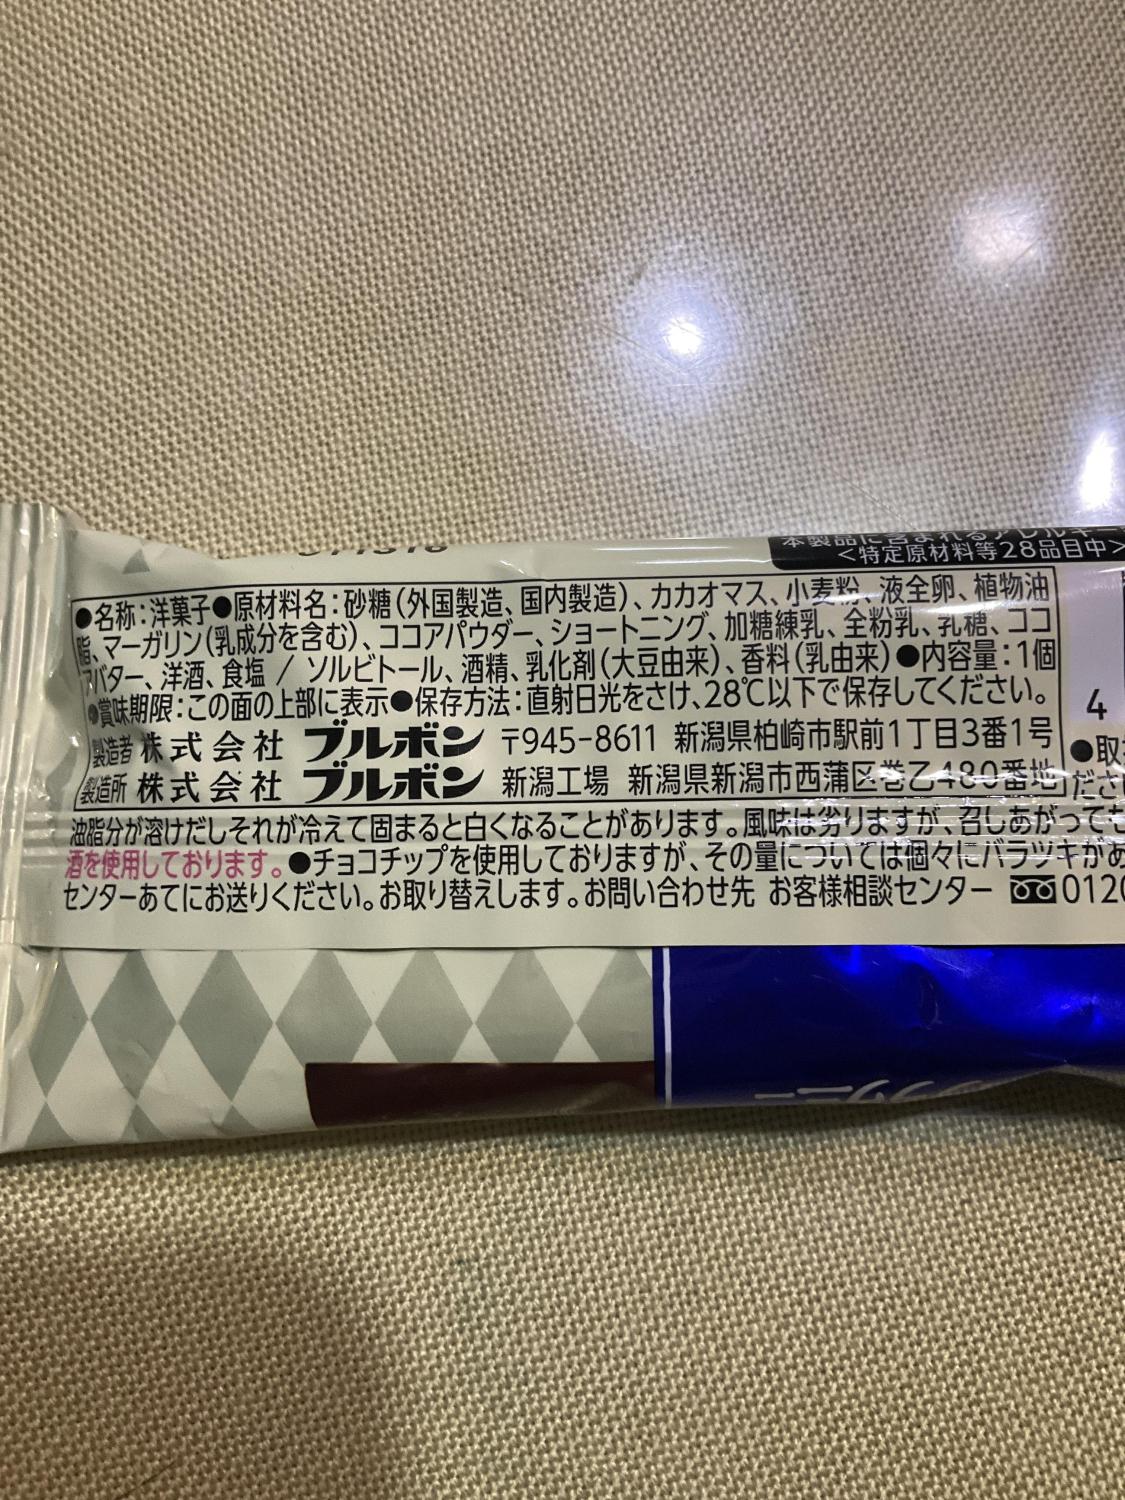 本製品に含まれるアレルギー
<特定原材料等28品目中>
●名称：洋菓子●原材料名：砂糖(外国製造、国内製造)、カカオマス、小麦粉、液全卵、植物油
脂、マーガリン(乳成分を含む)、ココアパウダー、ショートニング、加糖練乳、全粉乳、乳糖、ココ
アバター、洋酒、食塩 / ソルビトール、酒精、乳化剤(大豆由来)、香料(乳由来)●内容量：1個
●賞味期限：この面の上部に表示●保存方法：直射日光をさけ、28℃以下で保存してください。
製造者 株式会社 ブルボン 〒945-8611 新潟県柏崎市駅前1丁目3番1号
製造所 株式会社 ブルボン 新潟工場 新潟県新潟市西蒲区巻乙480番地
4
●取
ださい
油脂分が溶けだしそれが冷えて固まると白くなることがあります。風味は劣りますが、召しあがっても
酒を使用しております。●チョコチップを使用しておりますが、その量については個々にバラツキがあ
センターあてにお送りください。お取り替えします。お問い合わせ先 お客様相談センター 0120